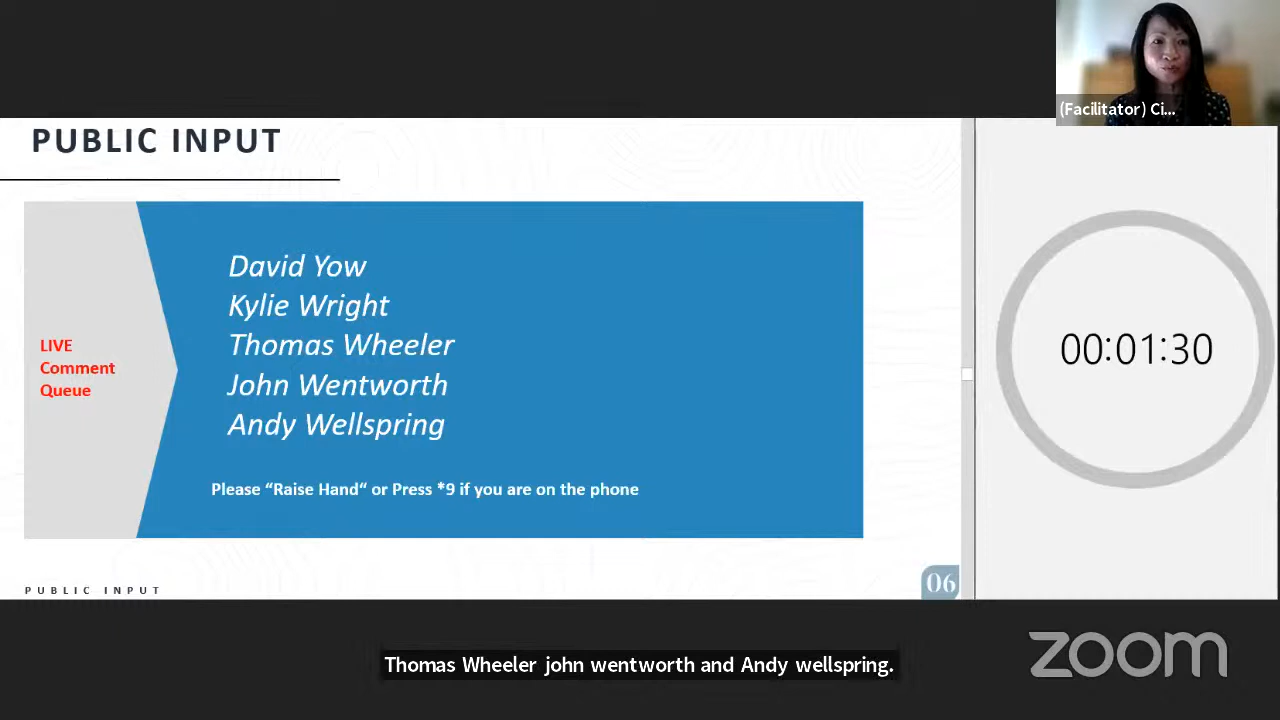 (Facilitator) Ci...
PUBLIC INPUT
David Yow
Kylie Wright
Thomas Wheeler
John Wentworth
Andy Wellspring
LIVE
Comment
Queue
Please “Raise Hand“ or Press *9 if you are on the phone
00:01:30
PUBLIC INPUT
06
Thomas Wheeler john wentworth and Andy wellspring.
zoom